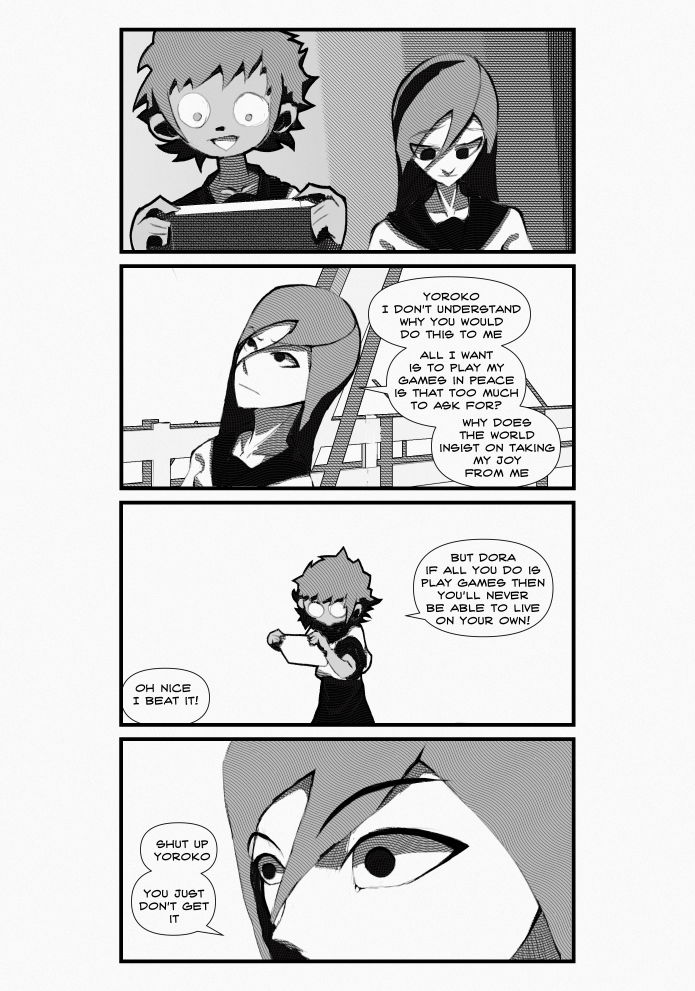 YOROKO
I DON'T UNDERSTAND
WHY YOU WOULD
DO THIS TO ME
ALL I WANT
IS TO PLAY MY
GAMES IN PEACE
IS THAT TOO MUCH
TO ASK FOR?
WHY DOES
THE WORLD
INSIST ON TAKING
MY JOY
FROM ME
BUT DORA
IF ALL YOU DO IS
PLAY GAMES THEN
YOU'LL NEVER
BE ABLE TO LIVE
ON YOUR OWN!
OH NICE
I BEAT IT!
SHUT UP
YOROKO
YOU JUST
DON'T GET
IT